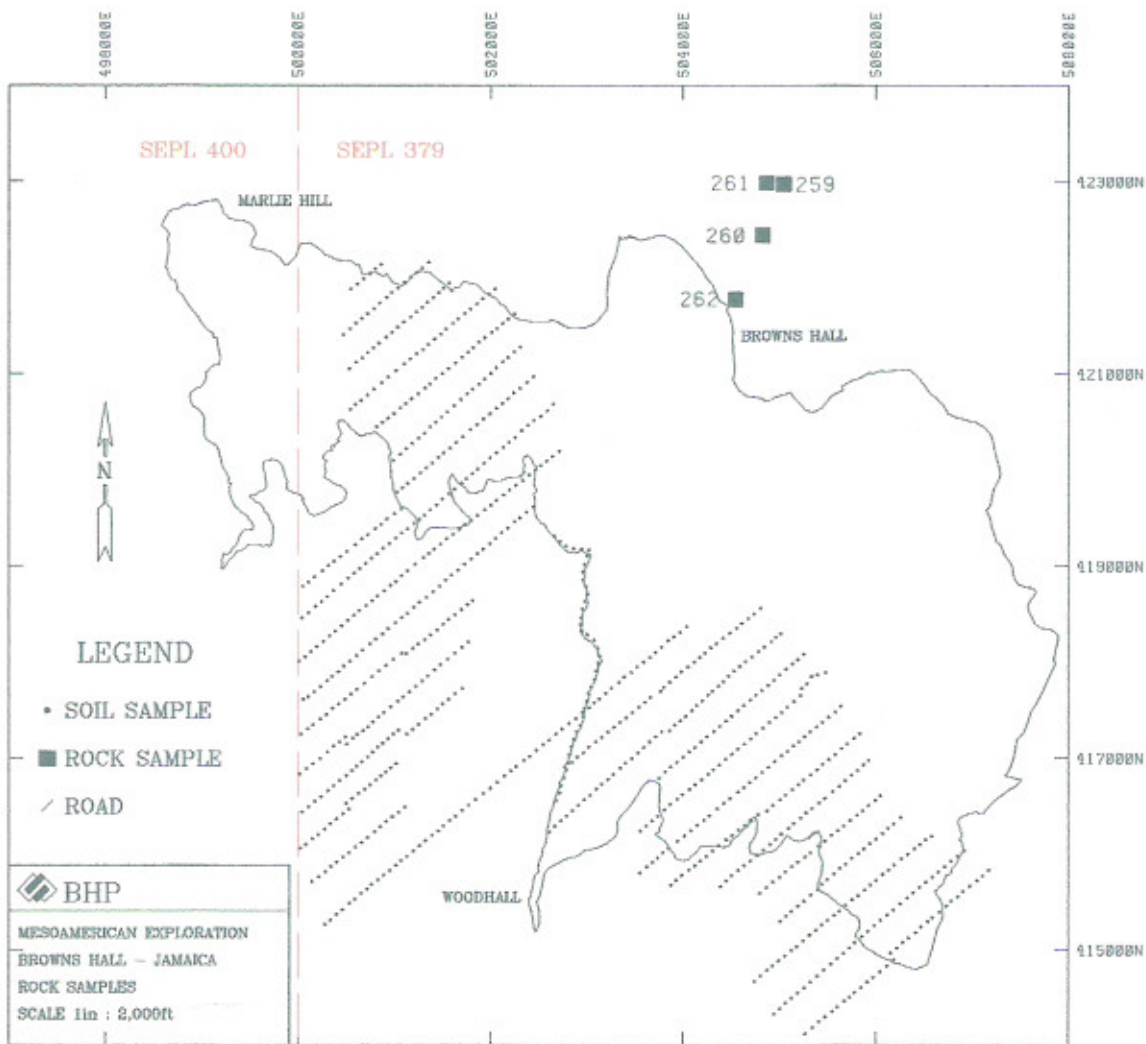 498000E
500000E
502000E
504000E
506000E
508000E
SEPL 400
SEPL 379
MARLIE HILL
261
259
260
262
BROWNS HALL
423000N
421000N
419000N
417000N
415000N
N
LEGEND
SOIL SAMPLE
ROCK SAMPLE
ROAD
WOODHALL
BHP
MESOAMERICAN EXPLORATION
BROWNS HALL - JAMAICA
ROCK SAMPLES
SCALE 1in : 2,000ft